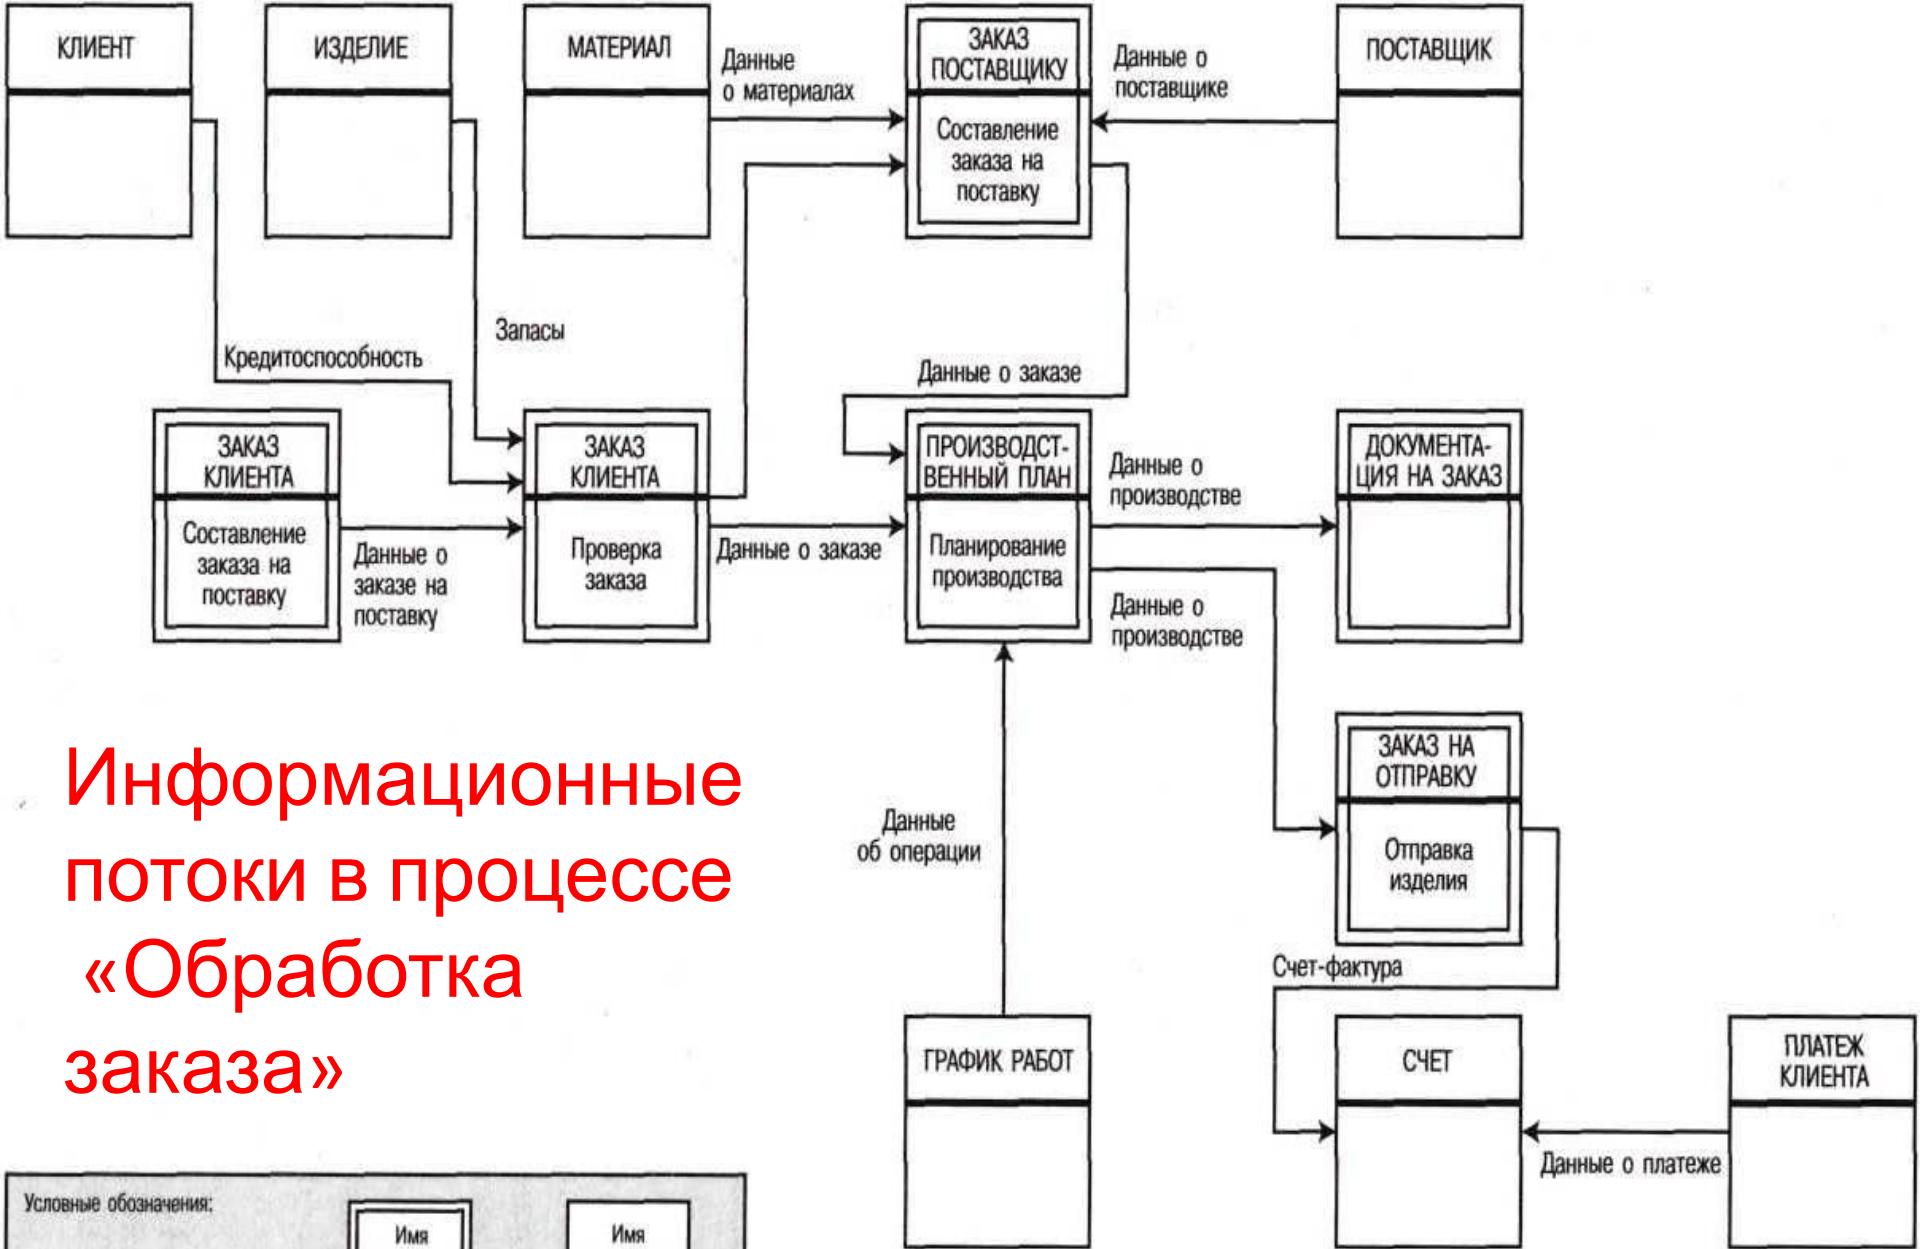 КЛИЕНТ
ИЗДЕЛИЕ
МАТЕРИАЛ
Данные
о материалах
ЗАКАЗ
ПОСТАВЩИКУ
Составление
заказа на
поставку
Данные о
поставщике
ПОСТАВЩИК
Кредитоспособность
Запасы
Данные о заказе
ЗАКАЗ
КЛИЕНТА
Составление
заказа на
поставку
Данные о
заказе на
поставку
ЗАКАЗ
КЛИЕНТА
Проверка
заказа
Данные о заказе
ПРОИЗВОДСТ-
ВЕННЫЙ ПЛАН
Планирование
производства
Данные о
производстве
Данные о
производстве
ДОКУМЕНТА-
ЦИЯ НА ЗАКАЗ
ЗАКАЗ НА
ОТПРАВКУ
Отправка
изделия
Информационные
потоки в процессе
«Обработка
заказа»
Данные
об операции
Счет-фактура
ГРАФИК РАБОТ
СЧЕТ
ПЛАТЕЖ
КЛИЕНТА
Данные о платеже
Условные обозначения:
Имя
Имя